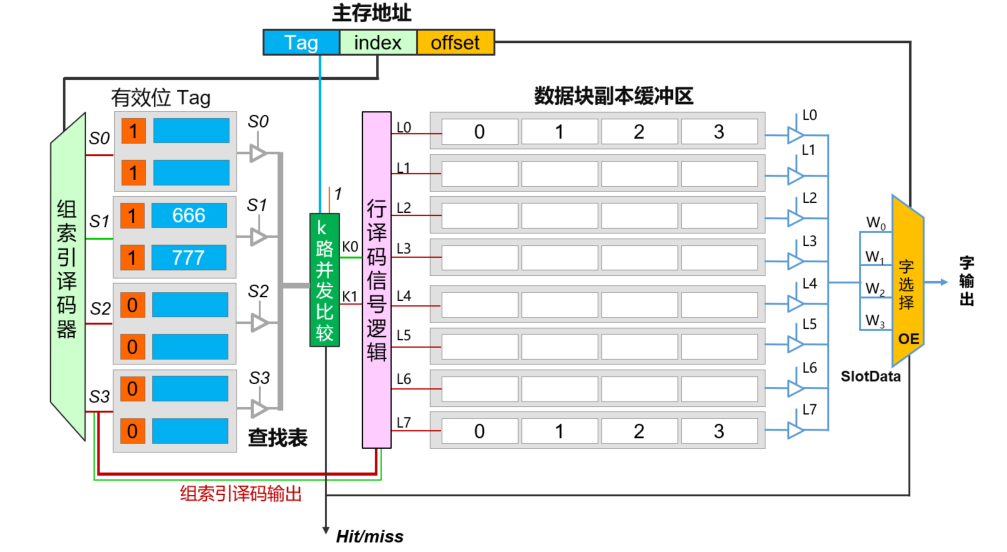 主存地址
Tag index offset
有效位 Tag
数据块副本缓冲区
组索引译码器
S0
1
1
S0
S1
1 666
1 777
S1
S2
0
0
S2
S3
0
0
S3
查找表
1
k路并发比较
K0
K1
行译码信号逻辑
L0
0 1 2 3
L0
L1
L1
L2
L2
L3
L3
L4
L4
L5
L5
L6
L6
L7
0 1 2 3
L7
W0
W1
W2
W3
字选择
OE
字输出
SlotData
组索引译码输出
Hit/miss